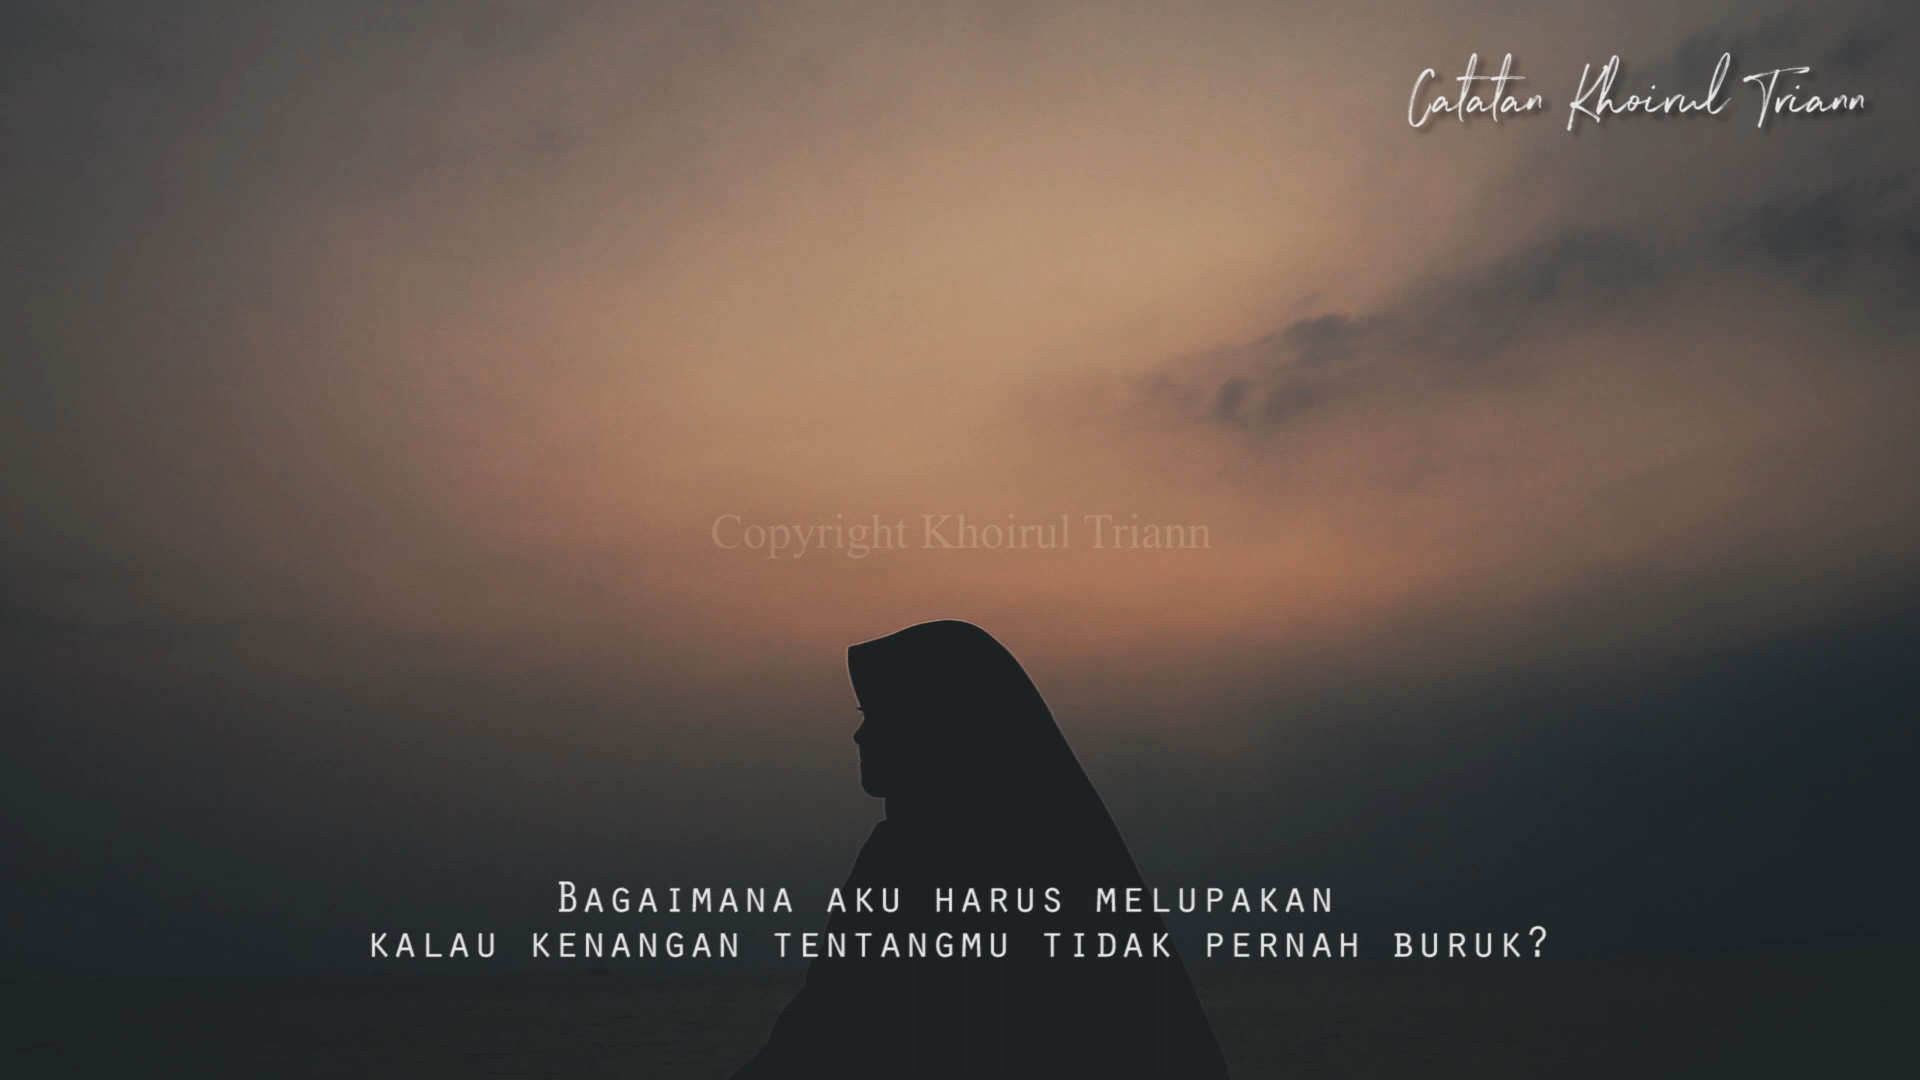 Catatan Khoirul Triann
Copyright Khoirul Triann
BAGAIMANA AKU HARUS MELUPAKAN
KALAU KENANGAN TENTANGMU TIDAK PERNAH BURUK?